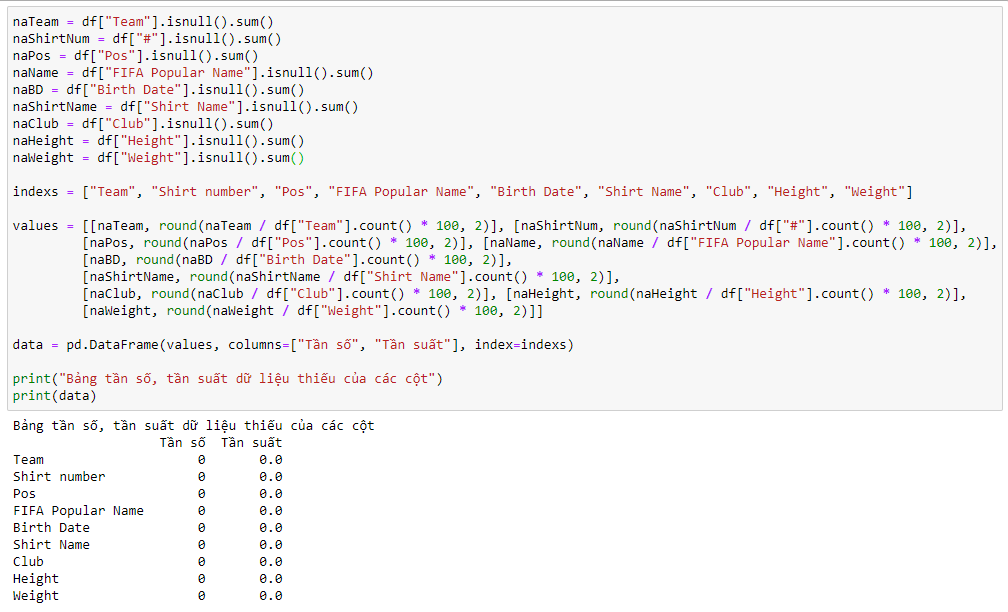 naTeam = df["Team"].isnull().sum()
naShirtNum = df["#"].isnull().sum()
naPos = df["Pos"].isnull().sum()
naName = df["FIFA Popular Name"].isnull().sum()
naBD = df["Birth Date"].isnull().sum()
naShirtName = df["Shirt Name"].isnull().sum()
naClub = df["Club"].isnull().sum()
naHeight = df["Height"].isnull().sum()
naWeight = df["Weight"].isnull().sum()
indexs = ["Team", "Shirt number", "Pos", "FIFA Popular Name", "Birth Date", "Shirt Name", "Club", "Height", "Weight"]
values = [[naTeam, round(naTeam / df["Team"].count() * 100, 2)], [naShirtNum, round(naShirtNum / df["#"].count() * 100, 2)],
[naPos, round(naPos / df["Pos"].count() * 100, 2)], [naName, round(naName / df["FIFA Popular Name"].count() * 100, 2)],
[naBD, round(naBD / df["Birth Date"].count() * 100, 2)],
[naShirtName, round(naShirtName / df["Shirt Name"].count() * 100, 2)],
[naClub, round(naClub / df["Club"].count() * 100, 2)], [naHeight, round(naHeight / df["Height"].count() * 100, 2)],
[naWeight, round(naWeight / df["Weight"].count() * 100, 2)]]
data = pd.DataFrame(values, columns=["Tần số", "Tần suất"], index=indexs)
print("Bảng tần số, tần suất dữ liệu thiếu của các cột")
print(data)
Bảng tần số, tần suất dữ liệu thiếu của các cột
Tần số Tần suất
Team 0 0.0
Shirt number 0 0.0
Pos 0 0.0
FIFA Popular Name 0 0.0
Birth Date 0 0.0
Shirt Name 0 0.0
Club 0 0.0
Height 0 0.0
Weight 0 0.0